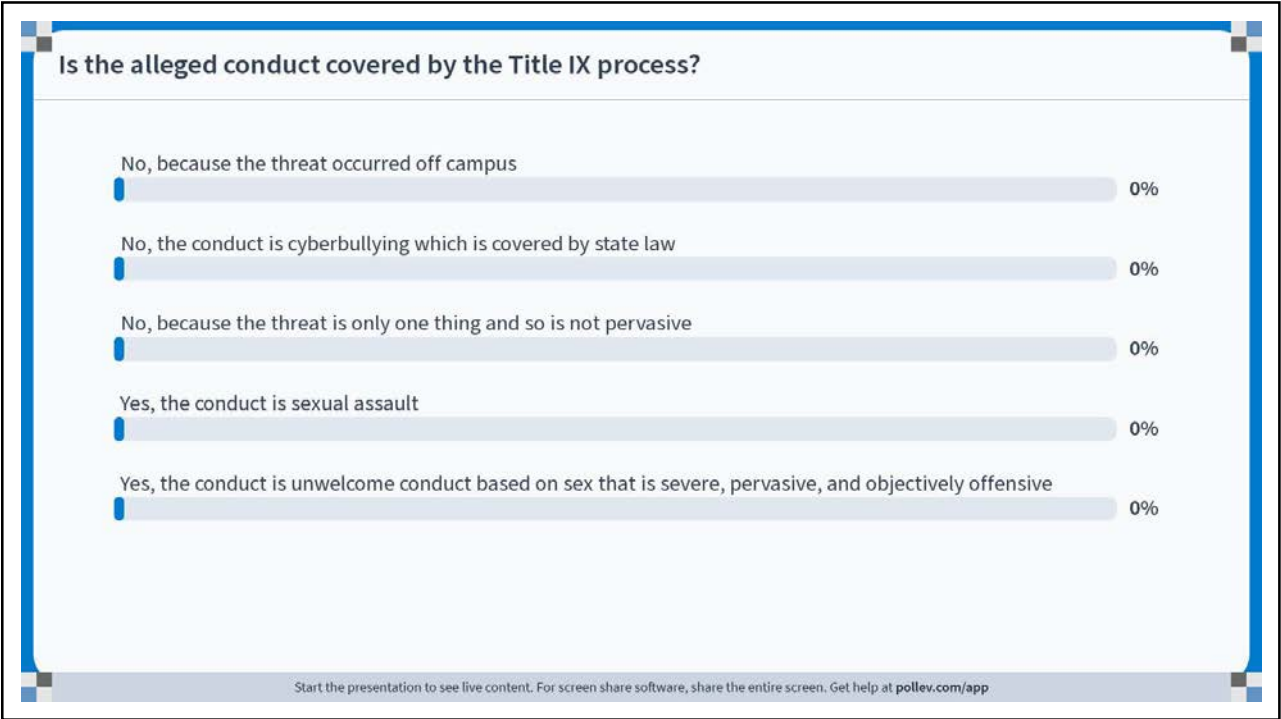 Is the alleged conduct covered by the Title IX process?
No, because the threat occurred off campus
0%
No, the conduct is cyberbullying which is covered by state law
0%
No, because the threat is only one thing and so is not pervasive
0%
Yes, the conduct is sexual assault
0%
Yes, the conduct is unwelcome conduct based on sex that is severe, pervasive, and objectively offensive
0%
Start the presentation to see live content. For screen share software, share the entire screen. Get help at pollev.com/app